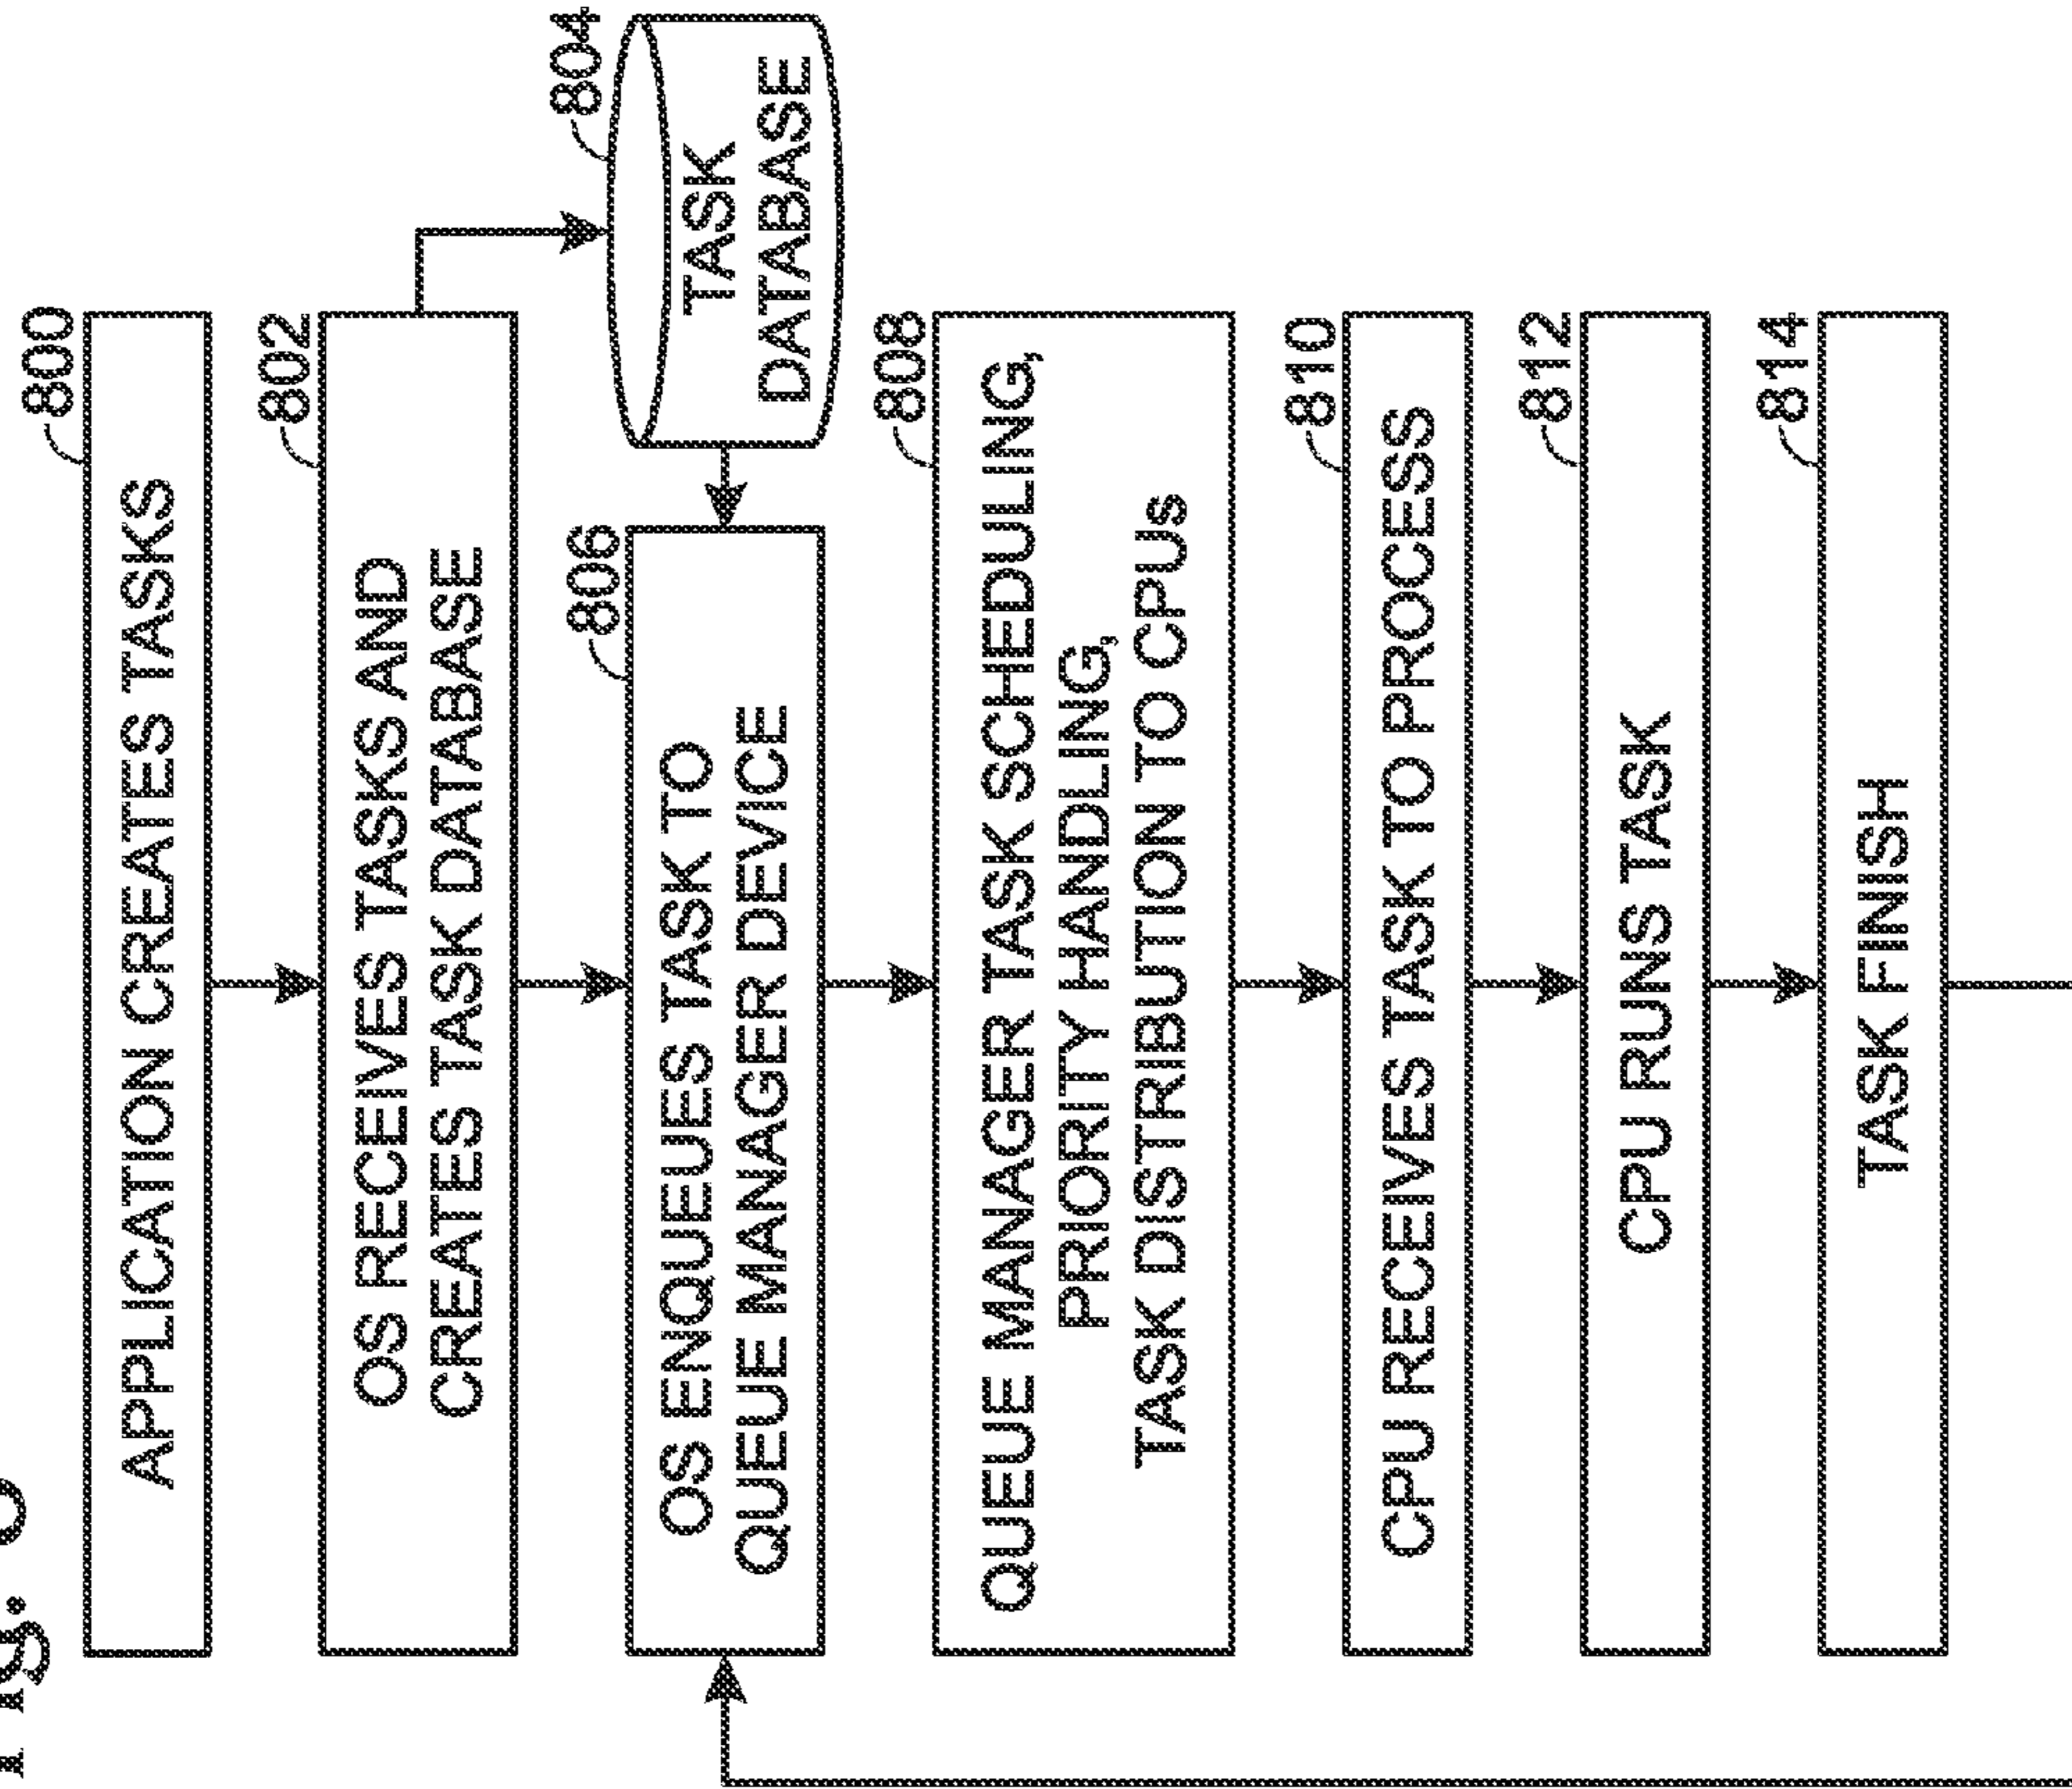 800
APPLICATION CREATES TASKS
802
OS RECEIVES TASKS AND
CREATES TASK DATABASE
804
TASK
DATABASE
806
OS ENQUEUES TASK TO
QUEUE MANAGER DEVICE
808
QUEUE MANAGER TASK SCHEDULING,
PRIORITY HANDLING,
TASK DISTRIBUTION TO CPUs
810
CPU RECEIVES TASK TO PROCESS
812
CPU RUNS TASK
814
TASK FINISH